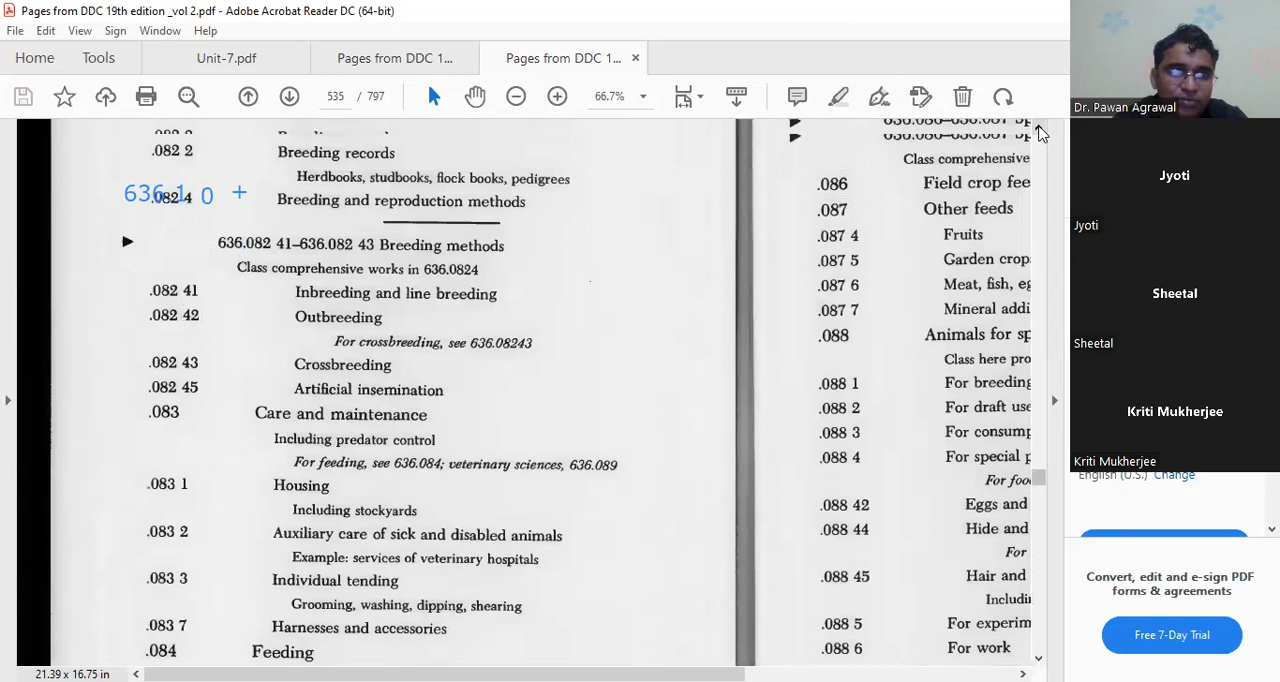 Pages from DDC 19th edition _vol 2.pdf - Adobe Acrobat Reader DC (64-bit)
File Edit View Sign Window Help
Home Tools Unit-7.pdf Pages from DDC 1... Pages from DDC 1... ×
535 / 797 66.7%
.082 2 Breeding records
Herdbooks, studbooks, flock books, pedigrees
636.1 0 +
.082 4 Breeding and reproduction methods
636.082 41–636.082 43 Breeding methods
Class comprehensive works in 636.0824
.082 41 Inbreeding and line breeding
.082 42 Outbreeding
For crossbreeding, see 636.08243
.082 43 Crossbreeding
.082 45 Artificial insemination
.083 Care and maintenance
Including predator control
For feeding, see 636.084; veterinary sciences, 636.089
.083 1 Housing
Including stockyards
.083 2 Auxiliary care of sick and disabled animals
Example: services of veterinary hospitals
.083 3 Individual tending
Grooming, washing, dipping, shearing
.083 7 Harnesses and accessories
.084 Feeding
21.39 x 16.75 in
636.086–636.087 Sp
Class comprehensive
.086 Field crop fee
.087 Other feeds
.087 4 Fruits
.087 5 Garden crop
.087 6 Meat, fish, eg
.087 7 Mineral addi
.088 Animals for sp
Class here pro
.088 1 For breeding
.088 2 For draft use
.088 3 For consump
.088 4 For special p
For foo
.088 42 Eggs and
.088 44 Hide and
For
.088 45 Hair and
Includi
.088 5 For experim
.088 6 For work
Dr. Pawan Agrawal
Jyoti
Jyoti
Sheetal
Sheetal
Kriti Mukherjee
Kriti Mukherjee
English (U.S.) Change
Convert, edit and e-sign PDF
forms & agreements
Free 7-Day Trial